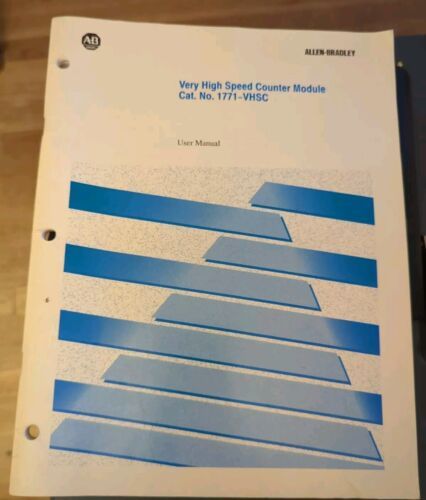 AB
ALLEN-BRADLEY
Very High Speed Counter Module
Cat. No. 1771-VHSC
User Manual